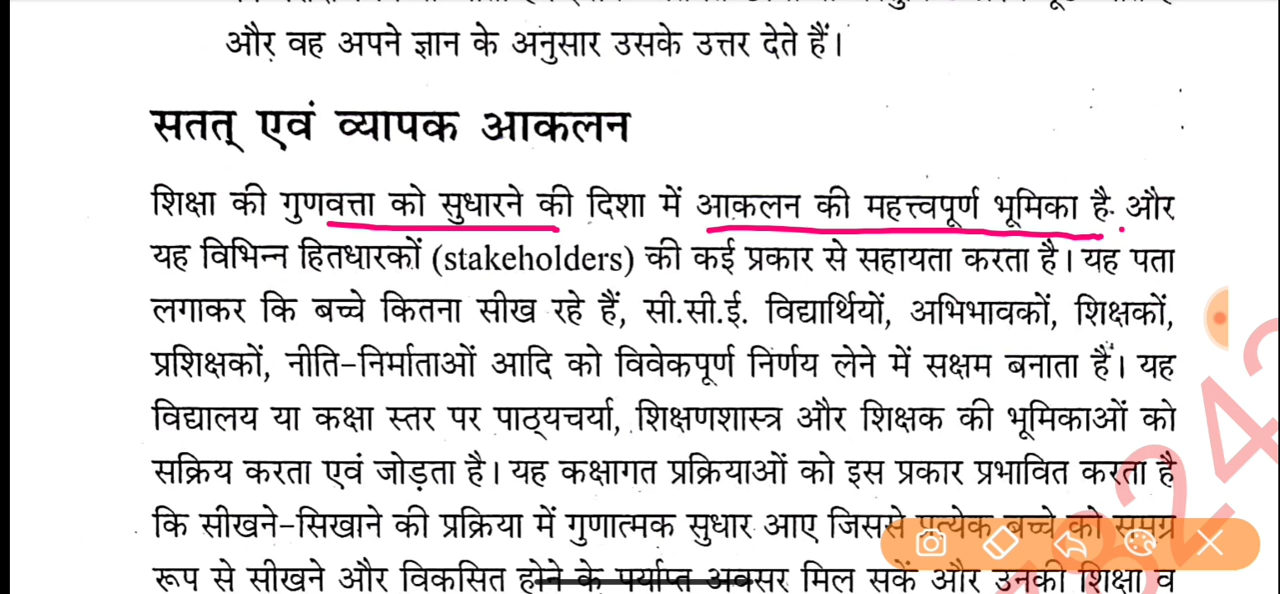 और वह अपने ज्ञान के अनुसार उसके उत्तर देते हैं।
सतत् एवं व्यापक आकलन
शिक्षा की गुणवत्ता को सुधारने की दिशा में आकलन की महत्त्वपूर्ण भूमिका है और
यह विभिन्न हितधारकों (stakeholders) की कई प्रकार से सहायता करता है। यह पता
लगाकर कि बच्चे कितना सीख रहे हैं, सी.सी.ई. विद्यार्थियों, अभिभावकों, शिक्षकों,
प्रशिक्षकों, नीति-निर्माताओं आदि को विवेकपूर्ण निर्णय लेने में सक्षम बनाता हैं। यह
विद्यालय या कक्षा स्तर पर पाठ्यचर्या, शिक्षणशास्त्र और शिक्षक की भूमिकाओं को
सक्रिय करता एवं जोड़ता है। यह कक्षागत प्रक्रियाओं को इस प्रकार प्रभावित करता है
कि सीखने-सिखाने की प्रक्रिया में गुणात्मक सुधार आए जिससे प्रत्येक बच्चे को समग्र
रूप से सीखने और विकसित होने के पर्याप्त अवसर मिल सकें और उनकी शिक्षा व
824